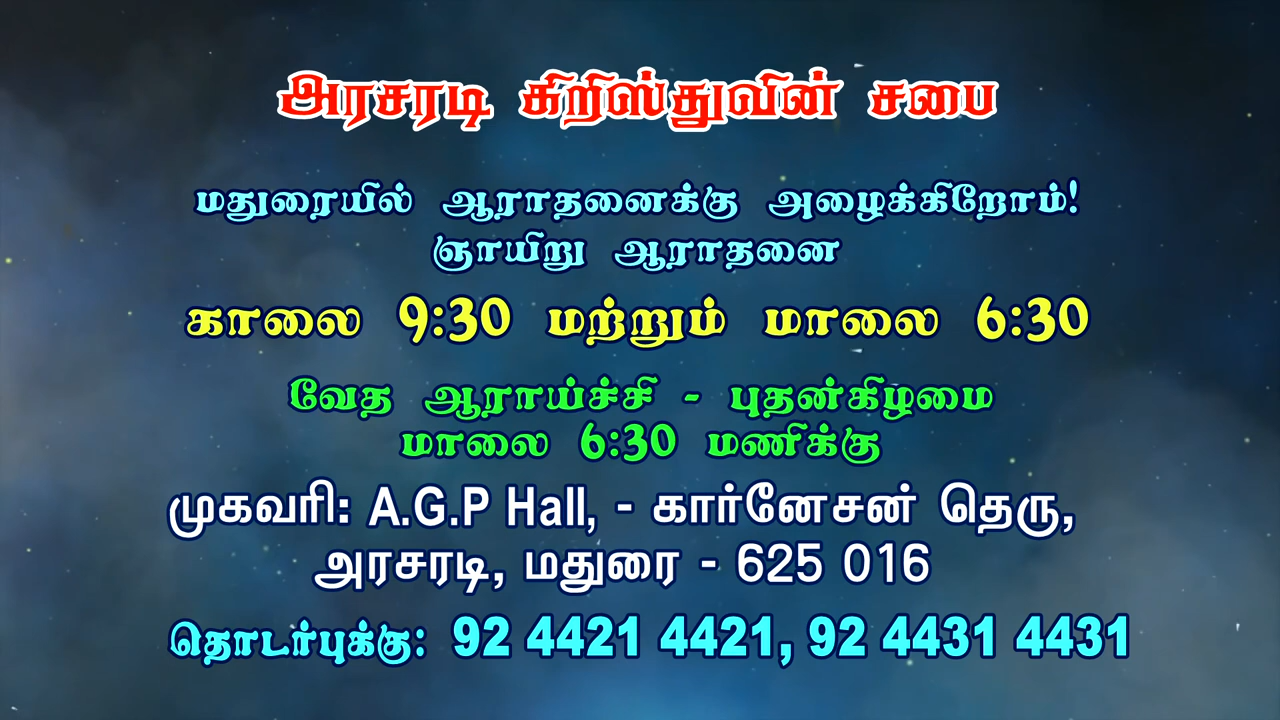 அரசரடி கிறிஸ்துவின் சபை
மதுரையில் ஆராதனைக்கு அழைக்கிறோம்!
ஞாயிறு ஆராதனை
காலை 9:30 மற்றும் மாலை 6:30
வேத ஆராய்ச்சி - புதன்கிழமை
மாலை 6:30 மணிக்கு
முகவரி: A.G.P Hall, - கார்னேசன் தெரு,
அரசரடி, மதுரை - 625 016
தொடர்புக்கு: 92 4421 4421, 92 4431 4431